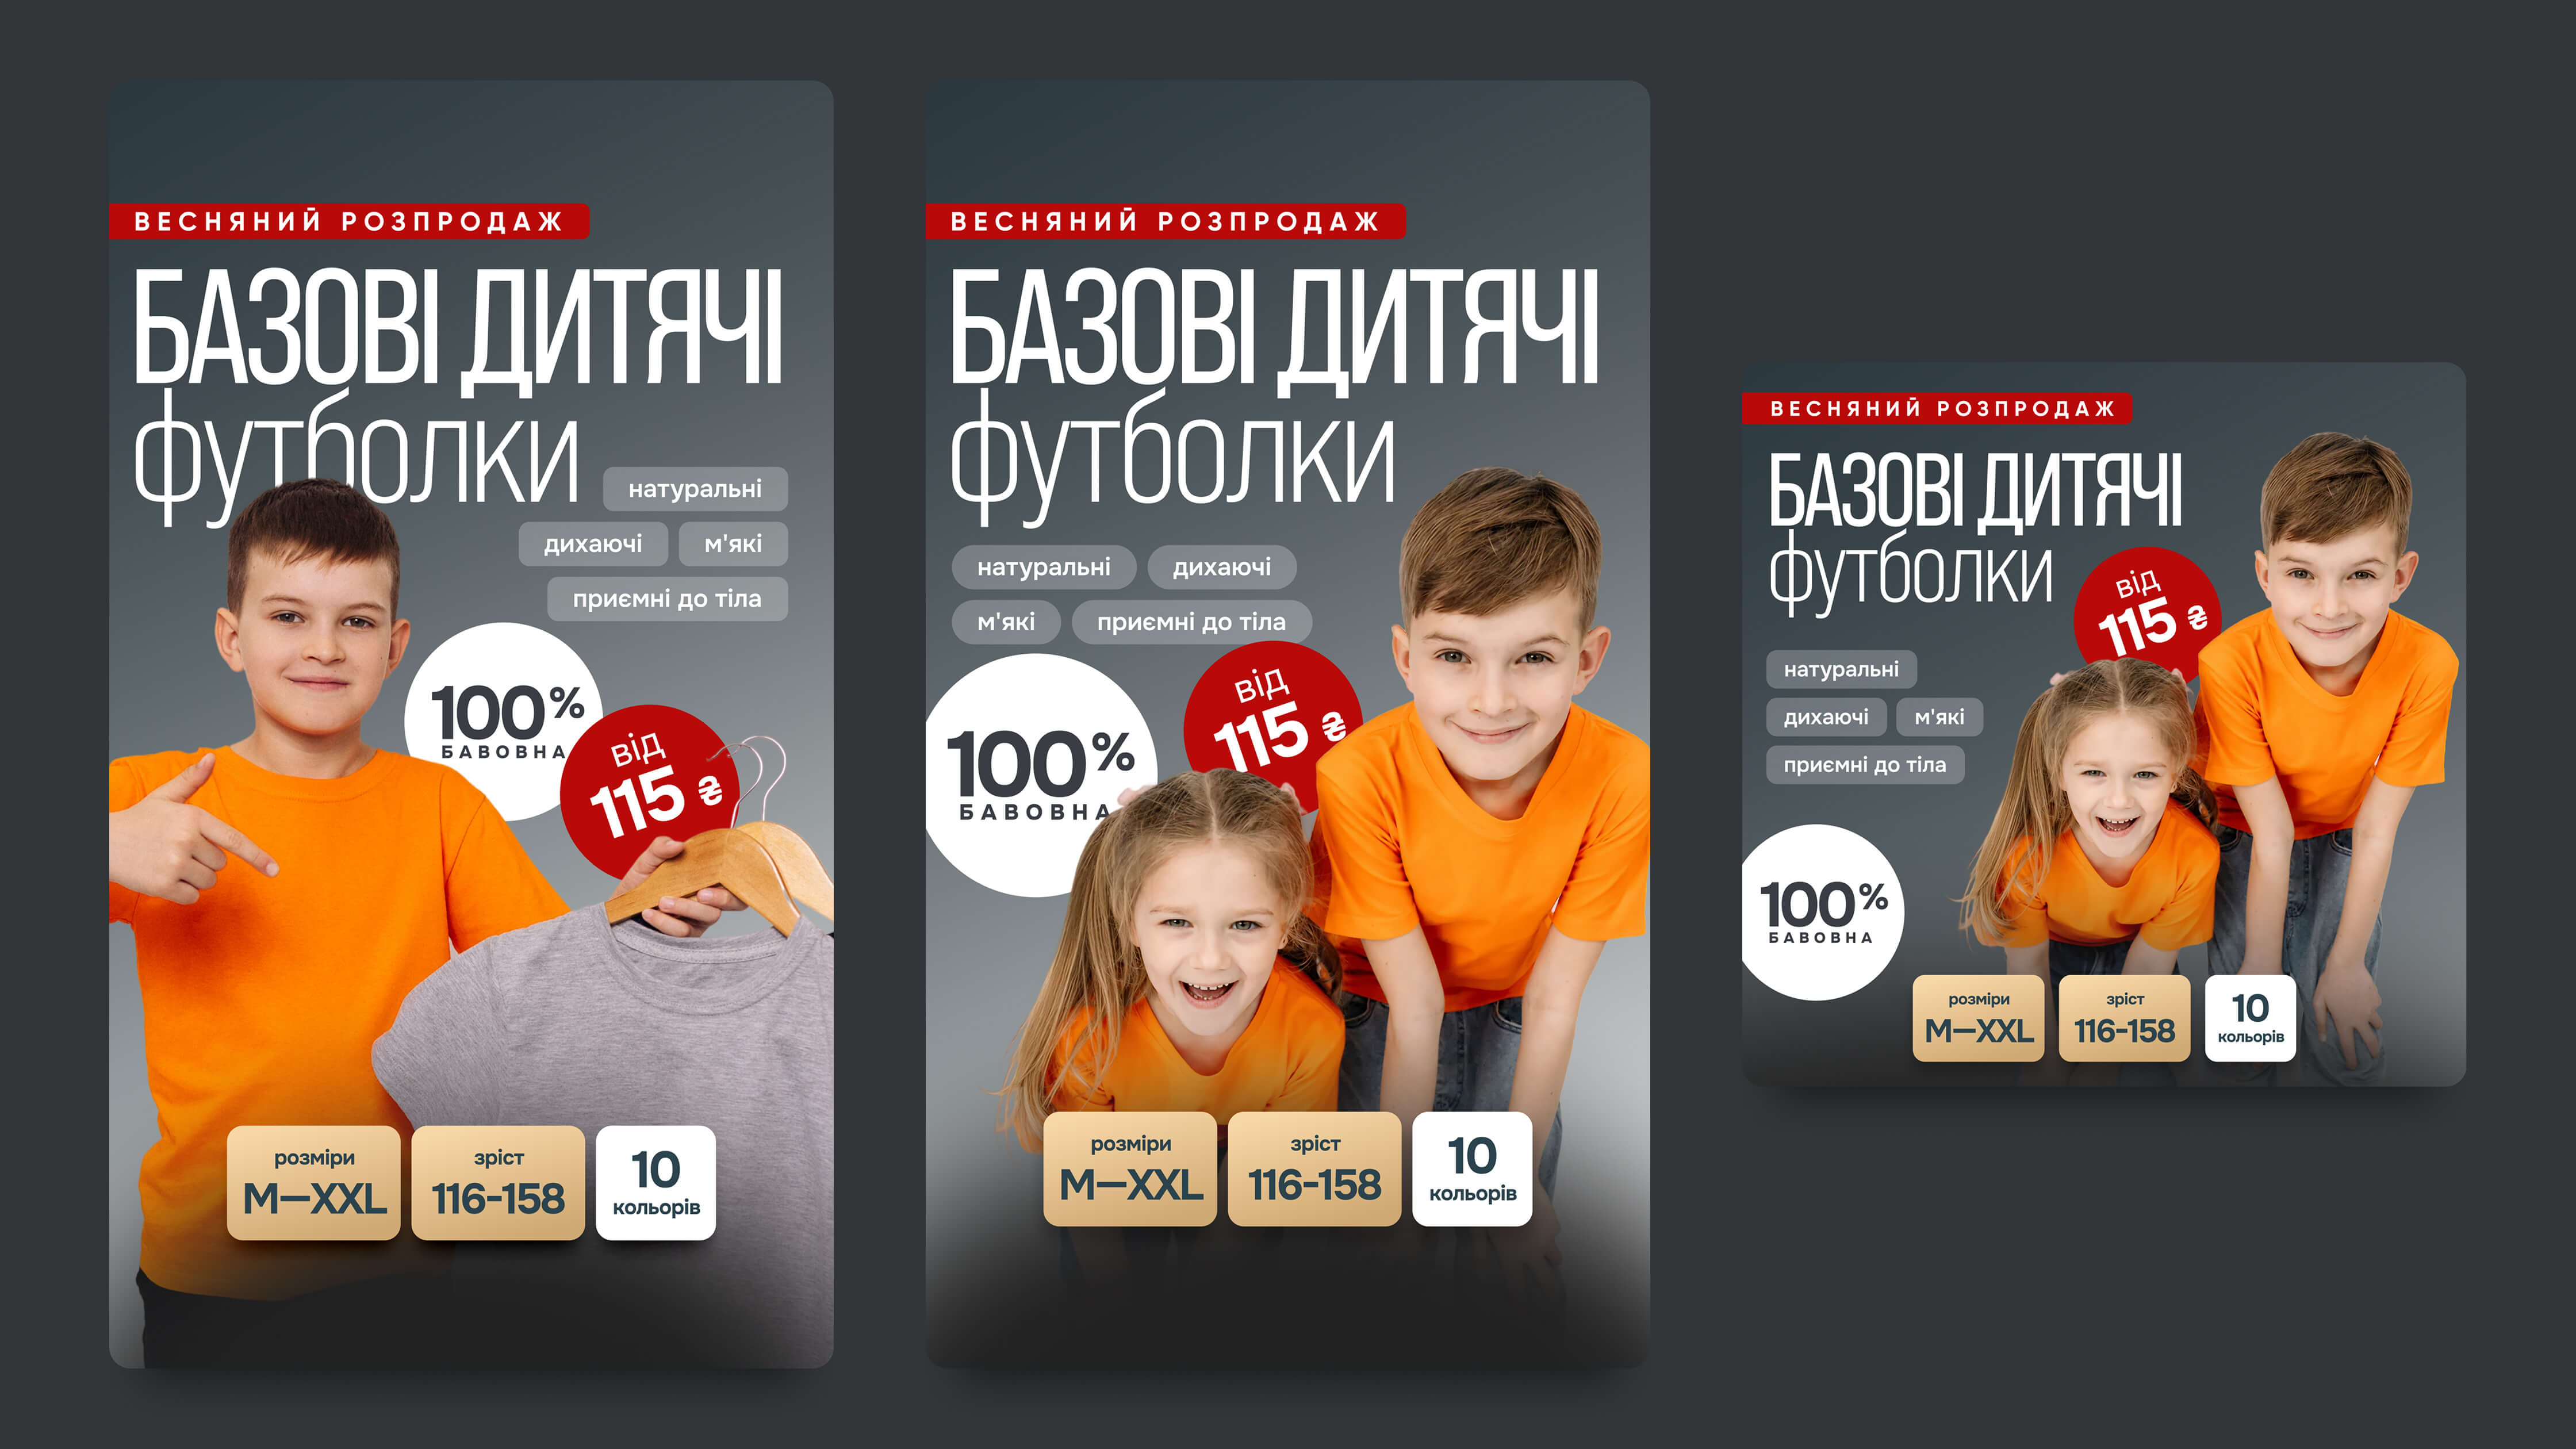 ВЕСНЯНИЙ РОЗПРОДАЖ
БАЗОВІ ДИТЯЧІ
футболки
натуральні
дихаючі м'які
приємні до тіла
100%
БАВОВНА
від
115 ₴
розміри
M—XXL
зріст
116-158
10
кольорів
ВЕСНЯНИЙ РОЗПРОДАЖ
БАЗОВІ ДИТЯЧІ
футболки
натуральні дихаючі
м'які приємні до тіла
100%
БАВОВНА
від
115 ₴
розміри
M—XXL
зріст
116-158
10
кольорів
ВЕСНЯНИЙ РОЗПРОДАЖ
БАЗОВІ ДИТЯЧІ
футболки
від
115 ₴
натуральні
дихаючі м'які
приємні до тіла
100%
БАВОВНА
розміри
M—XXL
зріст
116-158
10
кольорів